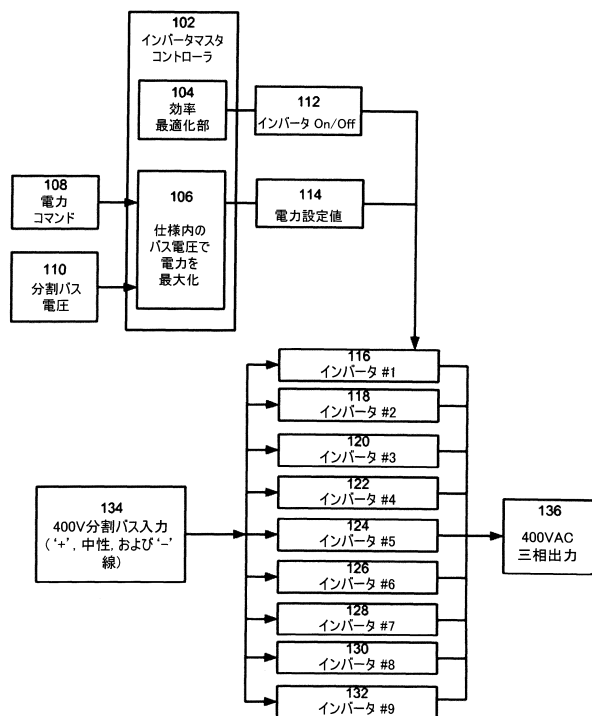 102
インバータマスタ
コントローラ
104
効率
最適化部
112
インバータ On/Off
108
電力
コマンド
106
仕様内の
バス電圧で
電力を
最大化
114
電力設定値
110
分割バス
電圧
116
インバータ #1
118
インバータ #2
120
インバータ #3
122
インバータ #4
124
インバータ #5
126
インバータ #6
128
インバータ #7
130
インバータ #8
132
インバータ #9
134
400V分割バス入力
(‘+’, 中性, および‘−’
線)
136
400VAC
三相出力